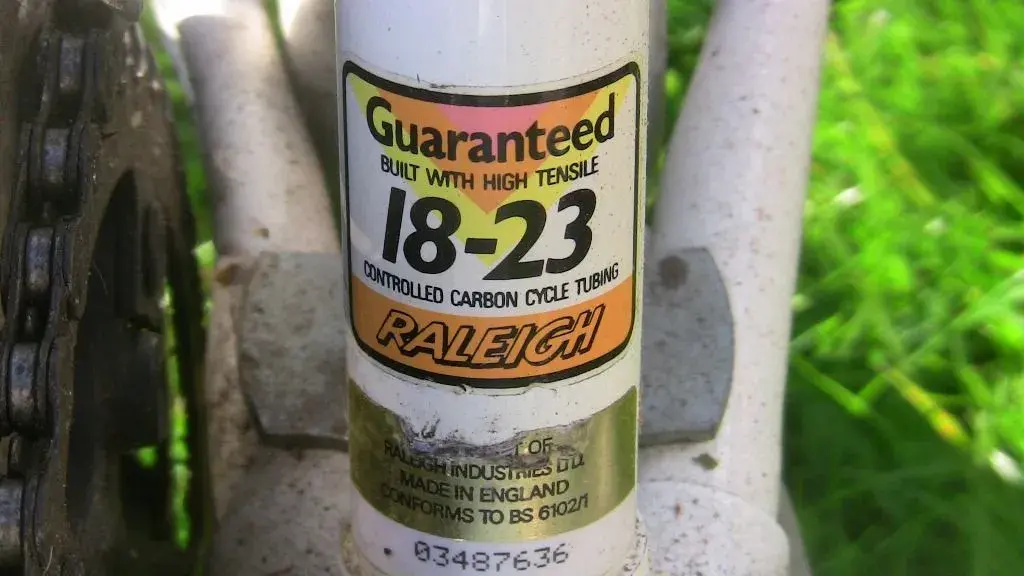 Guaranteed
BUILT WITH HIGH TENSILE
18-23
CONTROLLED CARBON CYCLE TUBING
RALEIGH
OF
RALEIGH INDUSTRIES LTD.
MADE IN ENGLAND
CONFORMS TO BS 6102/1
03487636